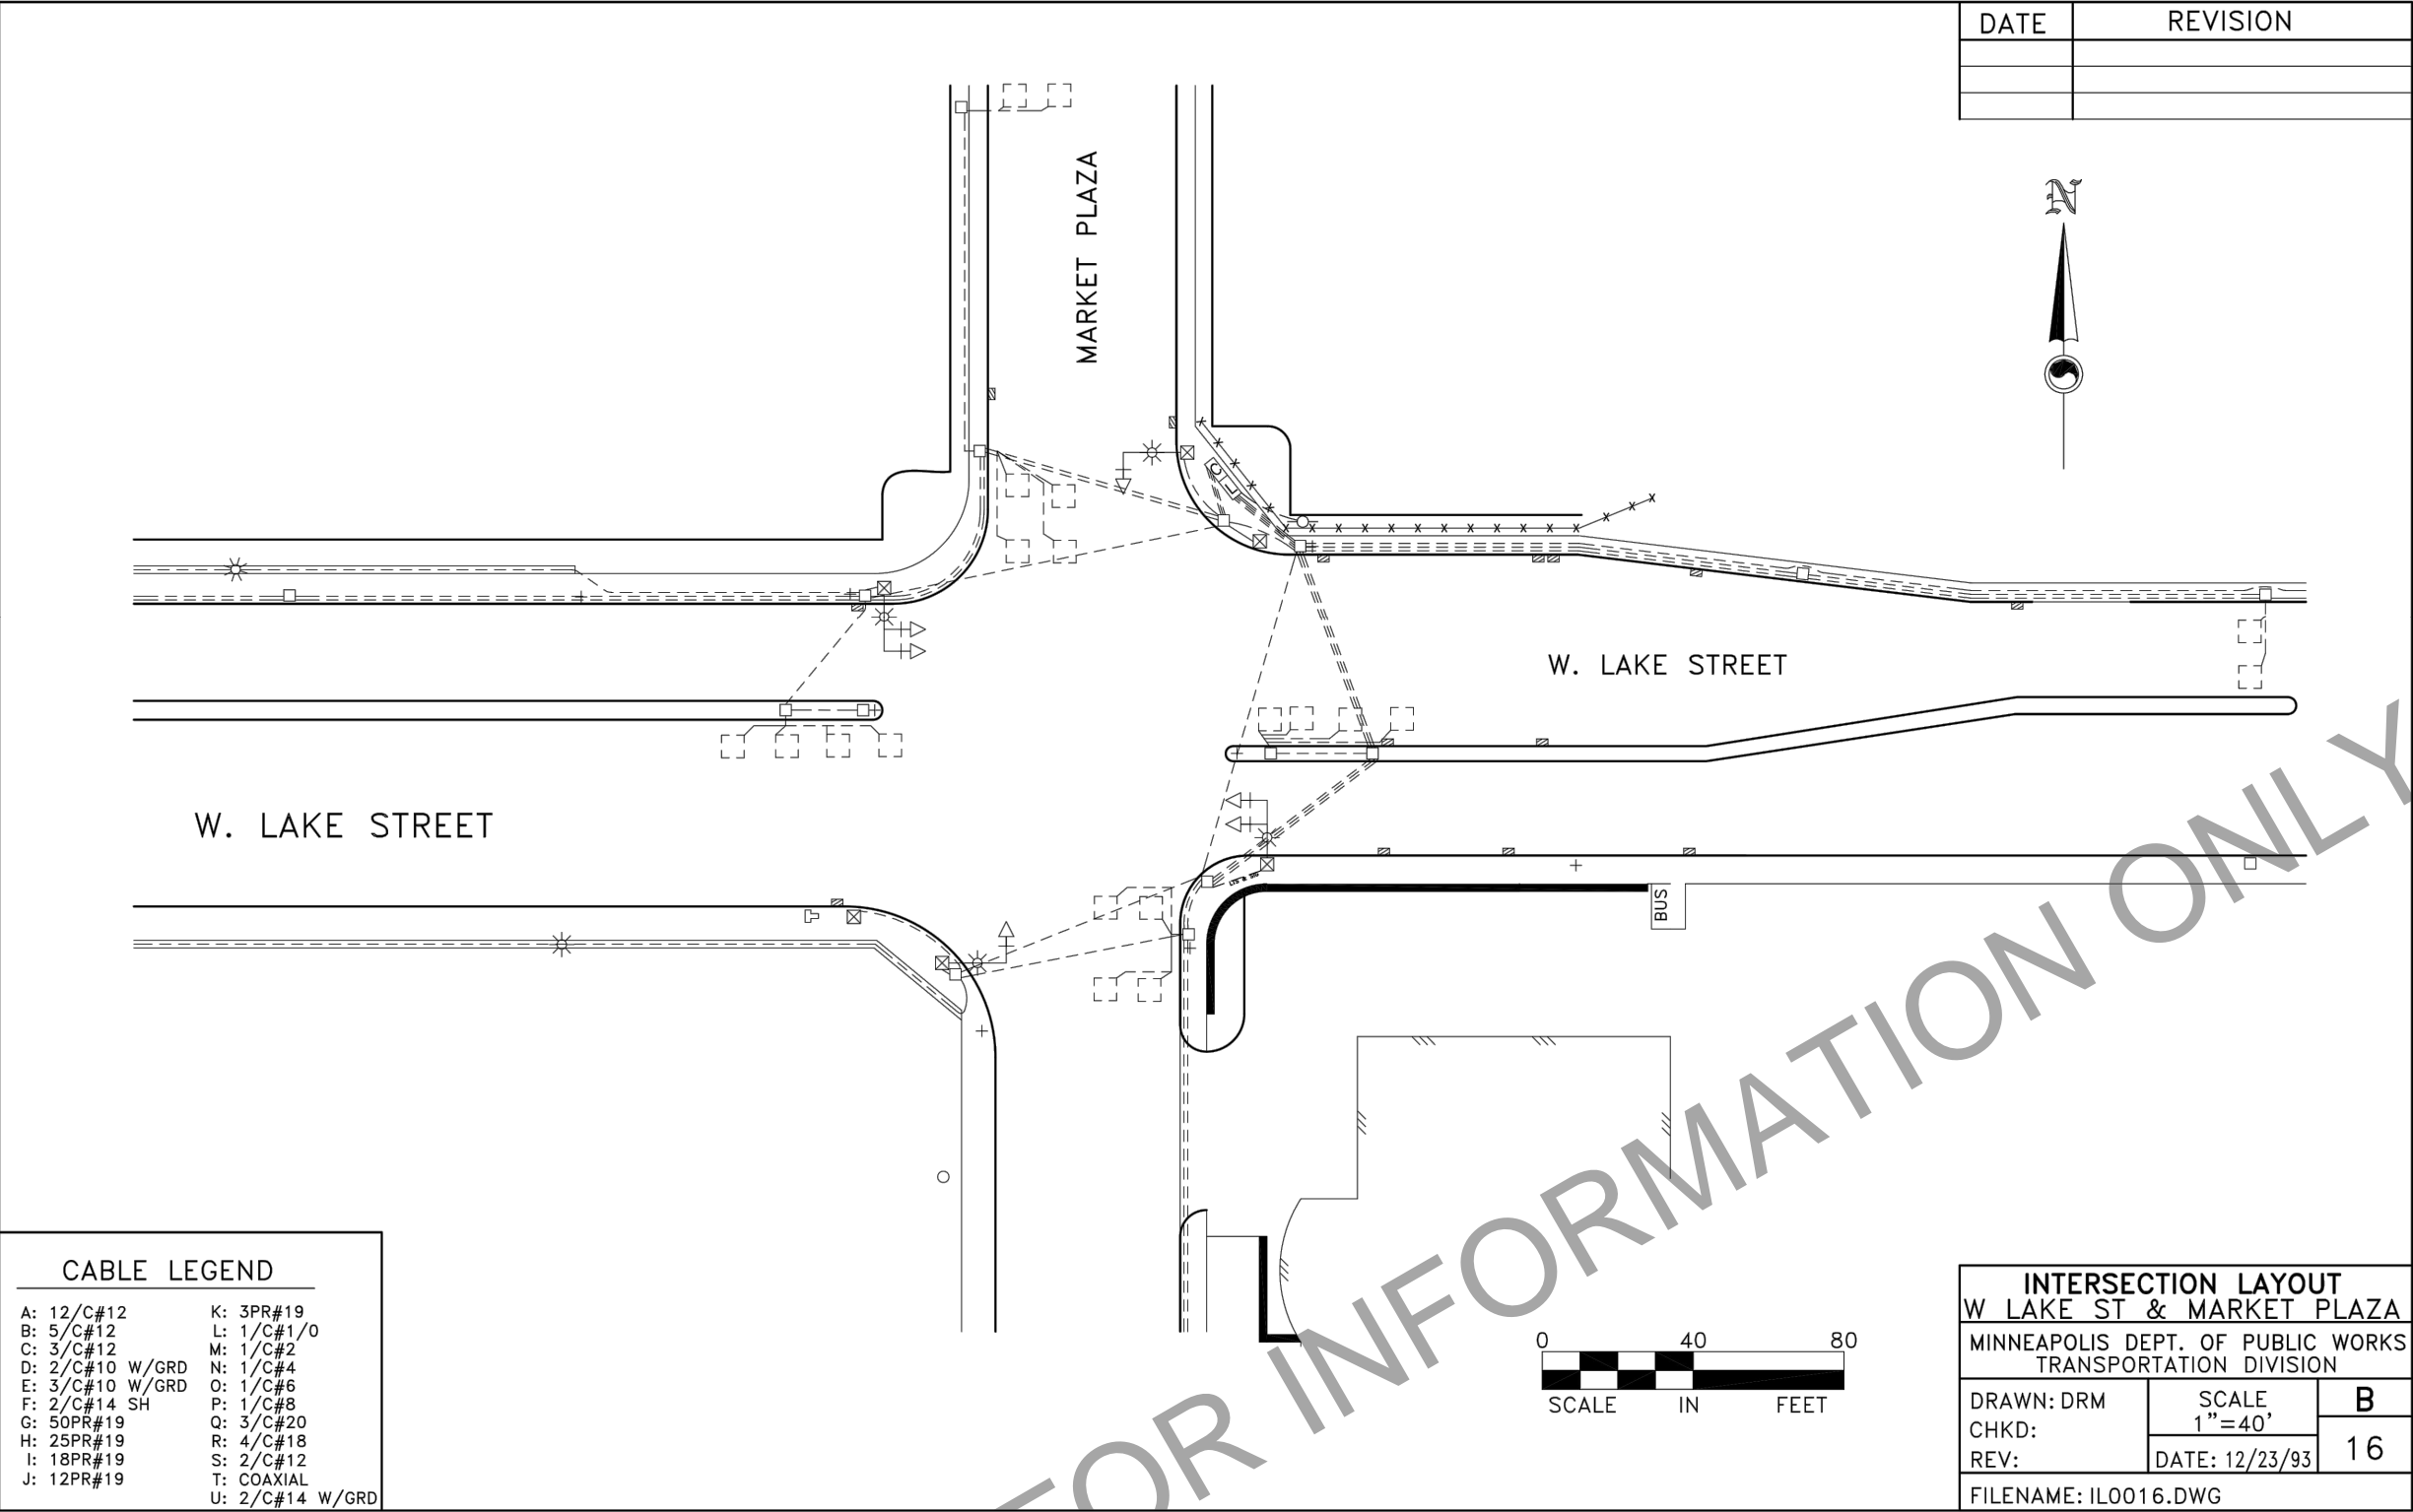 DATE REVISION
MARKET PLAZA
N
C
L
W. LAKE STREET
W. LAKE STREET
BUS
FOR INFORMATION ONLY
CABLE LEGEND
A: 12/C#12
B: 5/C#12
C: 3/C#12
D: 2/C#10 W/GRD
E: 3/C#10 W/GRD
F: 2/C#14 SH
G: 50PR#19
H: 25PR#19
I: 18PR#19
J: 12PR#19
K: 3PR#19
L: 1/C#1/0
M: 1/C#2
N: 1/C#4
O: 1/C#6
P: 1/C#8
Q: 3/C#20
R: 4/C#18
S: 2/C#12
T: COAXIAL
U: 2/C#14 W/GRD
0 40 80
SCALE IN FEET
INTERSECTION LAYOUT
W LAKE ST & MARKET PLAZA
MINNEAPOLIS DEPT. OF PUBLIC WORKS
TRANSPORTATION DIVISION
DRAWN: DRM
CHKD:
REV:
SCALE
1"=40'
DATE: 12/23/93
B
16
FILENAME: IL0016.DWG